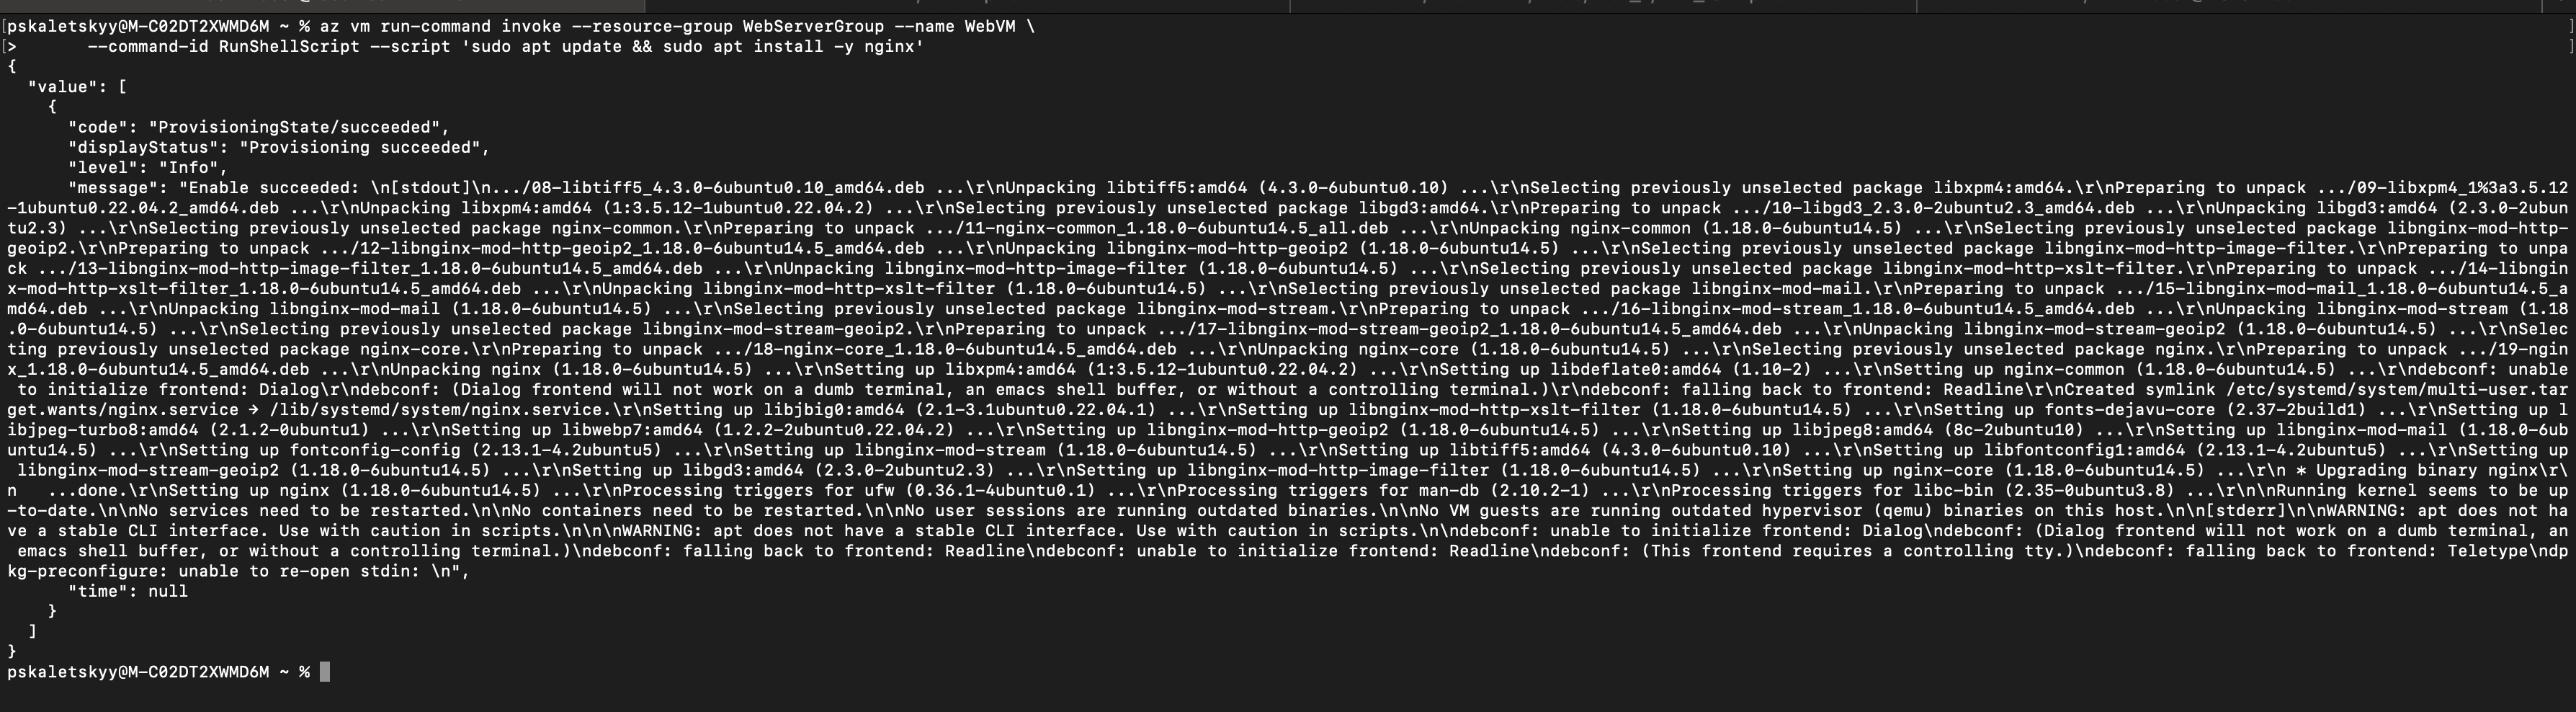 [pskaletskyy@M-C02DT2XWMD6M ~ % az vm run-command invoke --resource-group WebServerGroup --name WebVM \ ]
[>       --command-id RunShellScript --script 'sudo apt update && sudo apt install -y nginx' ]
{
  "value": [
    {
      "code": "ProvisioningState/succeeded",
      "displayStatus": "Provisioning succeeded",
      "level": "Info",
      "message": "Enable succeeded: \n[stdout]\n.../08-libtiff5_4.3.0-6ubuntu0.10_amd64.deb ...\r\nUnpacking libtiff5:amd64 (4.3.0-6ubuntu0.10) ...\r\nSelecting previously unselected package libxpm4:amd64.\r\nPreparing to unpack .../09-libxpm4_1%3a3.5.12
-1ubuntu0.22.04.2_amd64.deb ...\r\nUnpacking libxpm4:amd64 (1:3.5.12-1ubuntu0.22.04.2) ...\r\nSelecting previously unselected package libgd3:amd64.\r\nPreparing to unpack .../10-libgd3_2.3.0-2ubuntu2.3_amd64.deb ...\r\nUnpacking libgd3:amd64 (2.3.0-2ubun
tu2.3) ...\r\nSelecting previously unselected package nginx-common.\r\nPreparing to unpack .../11-nginx-common_1.18.0-6ubuntu14.5_all.deb ...\r\nUnpacking nginx-common (1.18.0-6ubuntu14.5) ...\r\nSelecting previously unselected package libnginx-mod-http-
geoip2.\r\nPreparing to unpack .../12-libnginx-mod-http-geoip2_1.18.0-6ubuntu14.5_amd64.deb ...\r\nUnpacking libnginx-mod-http-geoip2 (1.18.0-6ubuntu14.5) ...\r\nSelecting previously unselected package libnginx-mod-http-image-filter.\r\nPreparing to unpa
ck .../13-libnginx-mod-http-image-filter_1.18.0-6ubuntu14.5_amd64.deb ...\r\nUnpacking libnginx-mod-http-image-filter (1.18.0-6ubuntu14.5) ...\r\nSelecting previously unselected package libnginx-mod-http-xslt-filter.\r\nPreparing to unpack .../14-libngin
x-mod-http-xslt-filter_1.18.0-6ubuntu14.5_amd64.deb ...\r\nUnpacking libnginx-mod-http-xslt-filter (1.18.0-6ubuntu14.5) ...\r\nSelecting previously unselected package libnginx-mod-mail.\r\nPreparing to unpack .../15-libnginx-mod-mail_1.18.0-6ubuntu14.5_a
md64.deb ...\r\nUnpacking libnginx-mod-mail (1.18.0-6ubuntu14.5) ...\r\nSelecting previously unselected package libnginx-mod-stream.\r\nPreparing to unpack .../16-libnginx-mod-stream_1.18.0-6ubuntu14.5_amd64.deb ...\r\nUnpacking libnginx-mod-stream (1.18
.0-6ubuntu14.5) ...\r\nSelecting previously unselected package libnginx-mod-stream-geoip2.\r\nPreparing to unpack .../17-libnginx-mod-stream-geoip2_1.18.0-6ubuntu14.5_amd64.deb ...\r\nUnpacking libnginx-mod-stream-geoip2 (1.18.0-6ubuntu14.5) ...\r\nSelec
ting previously unselected package nginx-core.\r\nPreparing to unpack .../18-nginx-core_1.18.0-6ubuntu14.5_amd64.deb ...\r\nUnpacking nginx-core (1.18.0-6ubuntu14.5) ...\r\nSelecting previously unselected package nginx.\r\nPreparing to unpack .../19-ngin
x_1.18.0-6ubuntu14.5_amd64.deb ...\r\nUnpacking nginx (1.18.0-6ubuntu14.5) ...\r\nSetting up libxpm4:amd64 (1:3.5.12-1ubuntu0.22.04.2) ...\r\nSetting up libdeflate0:amd64 (1.10-2) ...\r\nSetting up nginx-common (1.18.0-6ubuntu14.5) ...\r\ndebconf: unable
 to initialize frontend: Dialog\r\ndebconf: (Dialog frontend will not work on a dumb terminal, an emacs shell buffer, or without a controlling terminal.)\r\ndebconf: falling back to frontend: Readline\r\nCreated symlink /etc/systemd/system/multi-user.tar
get.wants/nginx.service → /lib/systemd/system/nginx.service.\r\nSetting up libjbig0:amd64 (2.1-3.1ubuntu0.22.04.1) ...\r\nSetting up libnginx-mod-http-xslt-filter (1.18.0-6ubuntu14.5) ...\r\nSetting up fonts-dejavu-core (2.37-2build1) ...\r\nSetting up l
ibjpeg-turbo8:amd64 (2.1.2-0ubuntu1) ...\r\nSetting up libwebp7:amd64 (1.2.2-2ubuntu0.22.04.2) ...\r\nSetting up libnginx-mod-http-geoip2 (1.18.0-6ubuntu14.5) ...\r\nSetting up libjpeg8:amd64 (8c-2ubuntu10) ...\r\nSetting up libnginx-mod-mail (1.18.0-6ub
untu14.5) ...\r\nSetting up fontconfig-config (2.13.1-4.2ubuntu5) ...\r\nSetting up libnginx-mod-stream (1.18.0-6ubuntu14.5) ...\r\nSetting up libtiff5:amd64 (4.3.0-6ubuntu0.10) ...\r\nSetting up libfontconfig1:amd64 (2.13.1-4.2ubuntu5) ...\r\nSetting up
 libnginx-mod-stream-geoip2 (1.18.0-6ubuntu14.5) ...\r\nSetting up libgd3:amd64 (2.3.0-2ubuntu2.3) ...\r\nSetting up libnginx-mod-http-image-filter (1.18.0-6ubuntu14.5) ...\r\nSetting up nginx-core (1.18.0-6ubuntu14.5) ...\r\n * Upgrading binary nginx\r\
n   ...done.\r\nSetting up nginx (1.18.0-6ubuntu14.5) ...\r\nProcessing triggers for ufw (0.36.1-4ubuntu0.1) ...\r\nProcessing triggers for man-db (2.10.2-1) ...\r\nProcessing triggers for libc-bin (2.35-0ubuntu3.8) ...\r\n\nRunning kernel seems to be up
-to-date.\n\nNo services need to be restarted.\n\nNo containers need to be restarted.\n\nNo user sessions are running outdated binaries.\n\nNo VM guests are running outdated hypervisor (qemu) binaries on this host.\n\n[stderr]\n\nWARNING: apt does not ha
ve a stable CLI interface. Use with caution in scripts.\n\n\nWARNING: apt does not have a stable CLI interface. Use with caution in scripts.\n\ndebconf: unable to initialize frontend: Dialog\ndebconf: (Dialog frontend will not work on a dumb terminal, an
 emacs shell buffer, or without a controlling terminal.)\ndebconf: falling back to frontend: Readline\ndebconf: unable to initialize frontend: Readline\ndebconf: (This frontend requires a controlling tty.)\ndebconf: falling back to frontend: Teletype\ndp
kg-preconfigure: unable to re-open stdin: \n",
      "time": null
    }
  ]
}
pskaletskyy@M-C02DT2XWMD6M ~ %